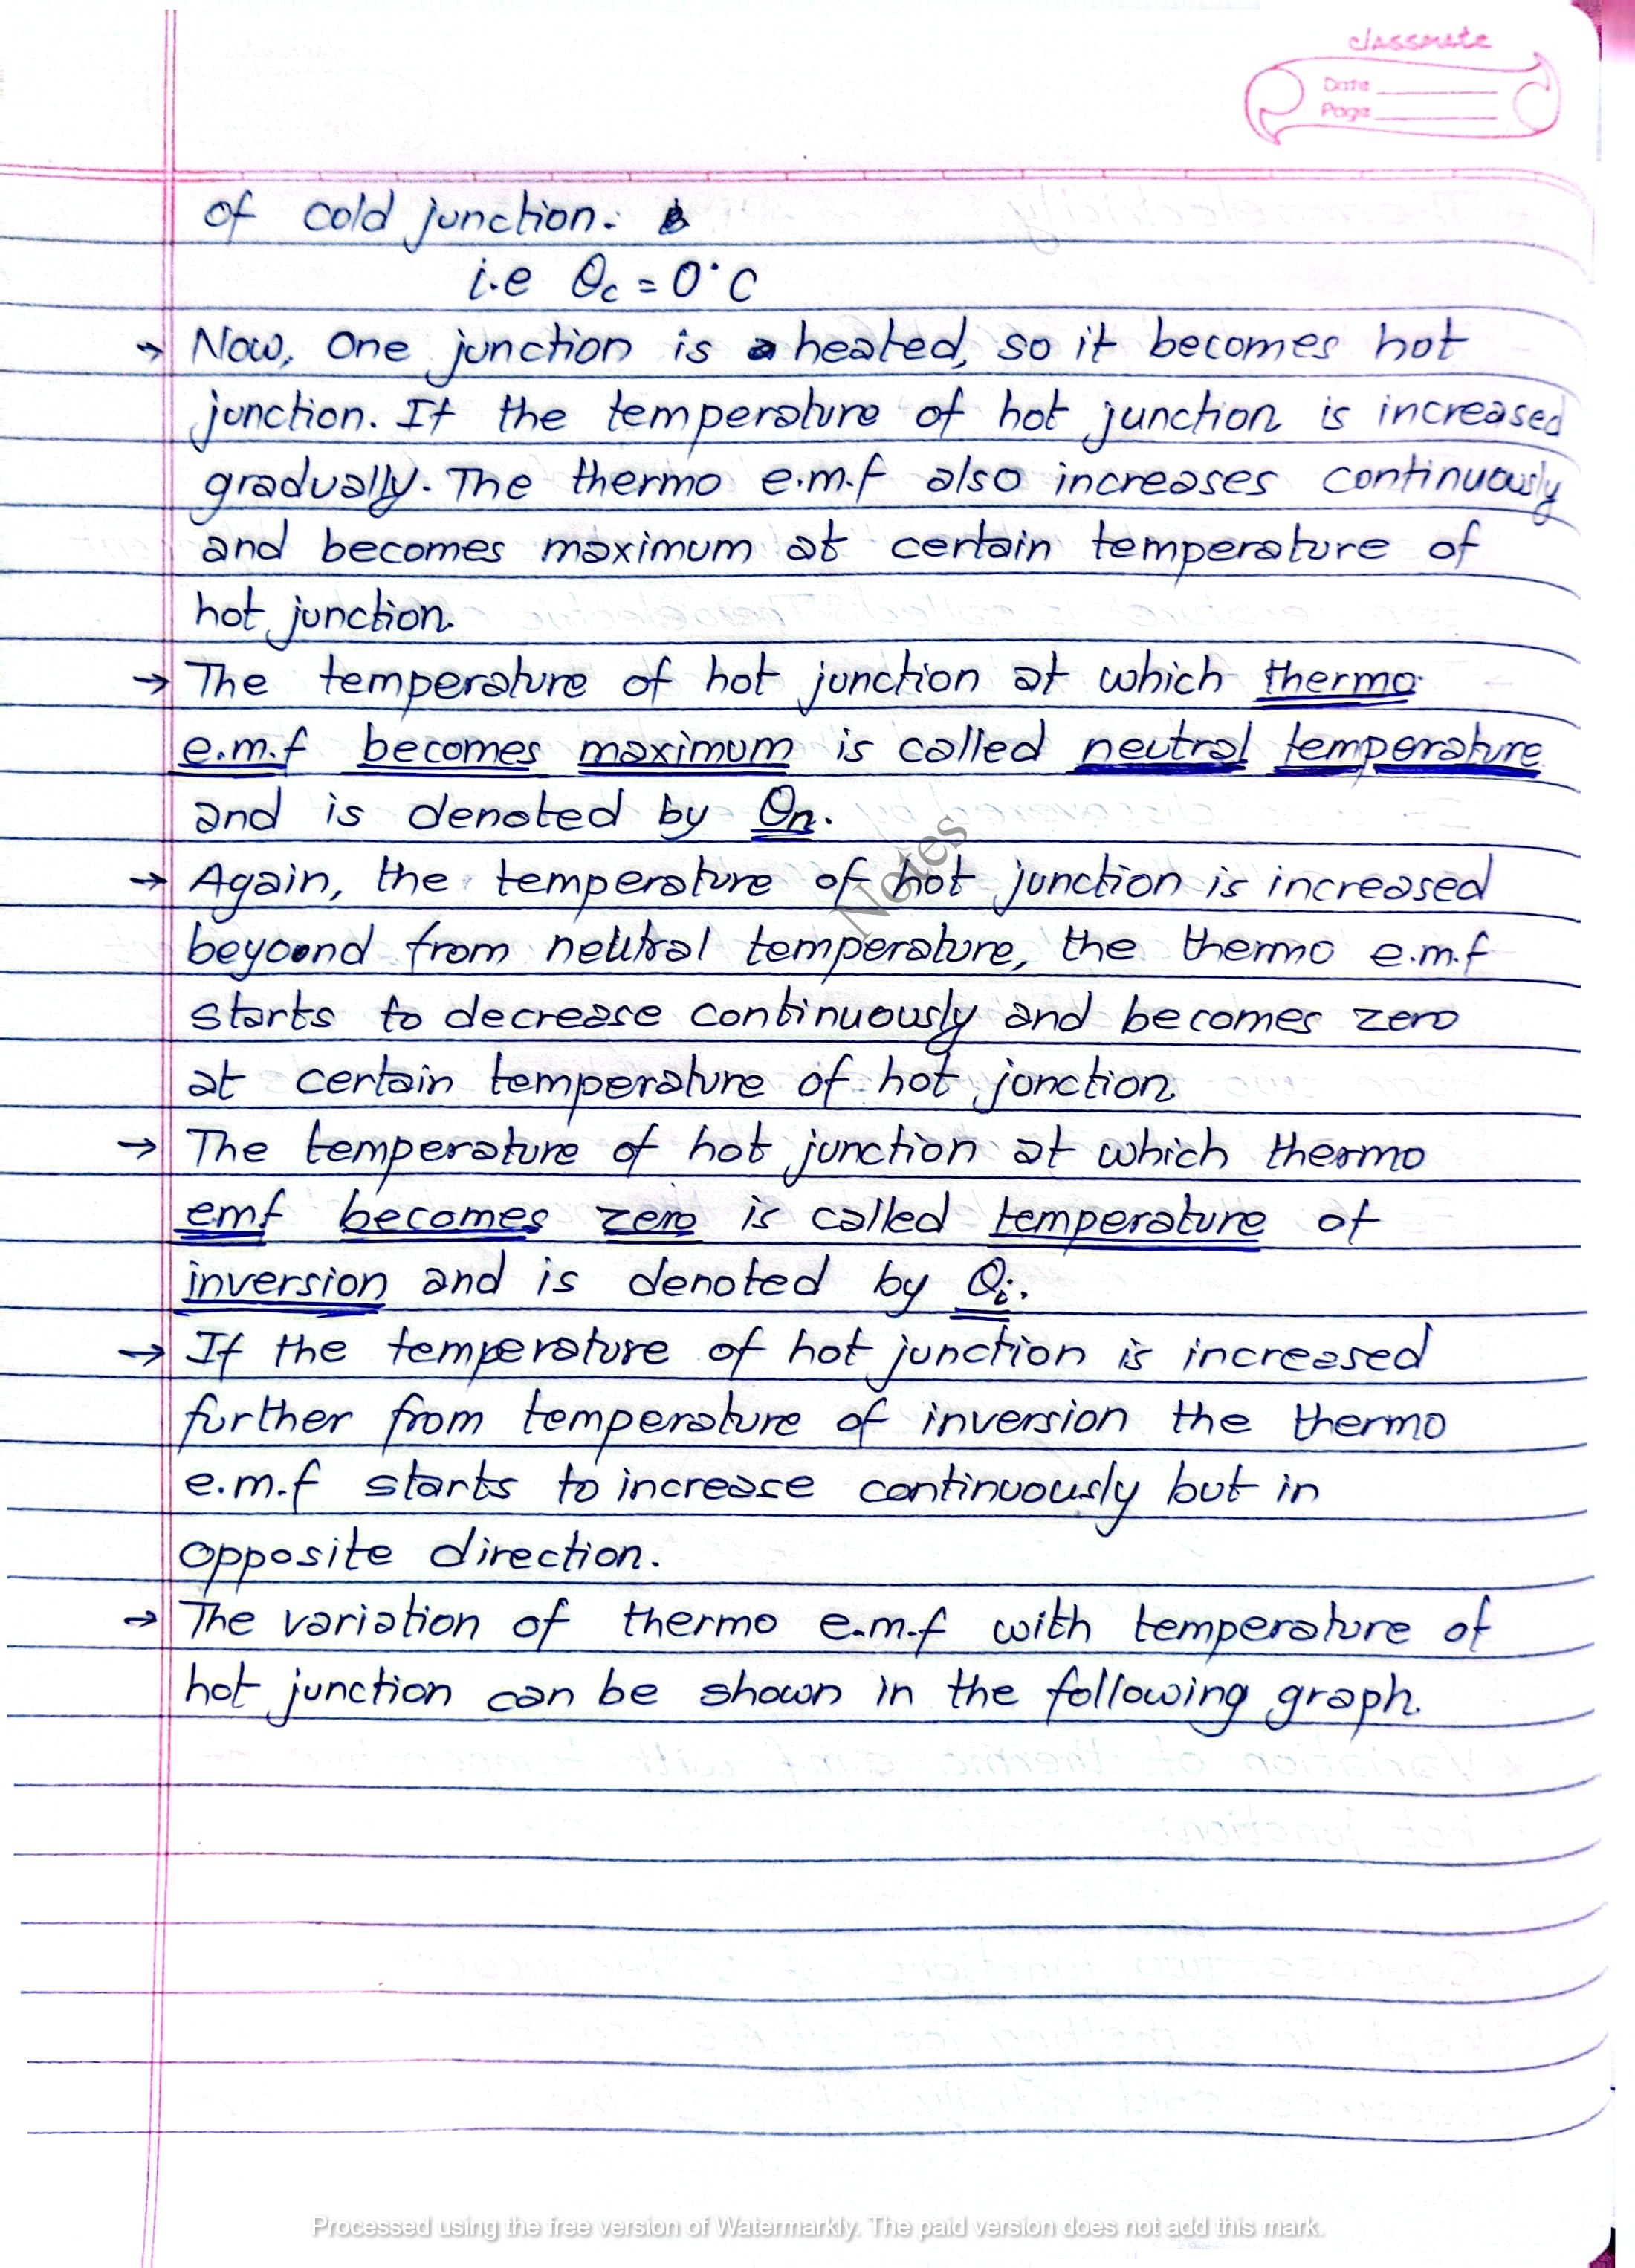 classmate
Date
Page
of cold junction.
i.e θc = 0°C
→ Now, One junction is heated, so it becomes hot
junction. If the temperature of hot junction is increased
gradually. The thermo e.m.f also increases continuously
and becomes maximum at certain temperature of
hot junction.
→ The temperature of hot junction at which thermo
e.m.f becomes maximum is called neutral temperature
and is denoted by θn.
→ Again, the temperature of hot junction is increased
beyoond from neutral temperature, the thermo e.m.f
starts to decrease continuously and becomes zero
at certain temperature of hot junction.
→ The temperature of hot junction at which thermo
emf becomes zero is called temperature of
inversion and is denoted by θi.
→ If the temperature of hot junction is increased
further from temperature of inversion the thermo
e.m.f starts to increase continuously but in
opposite direction.
→ The variation of thermo e.m.f with temperature of
hot junction can be shown in the following graph.
Notes
Processed using the free version of Watermarkly. The paid version does not add this mark.